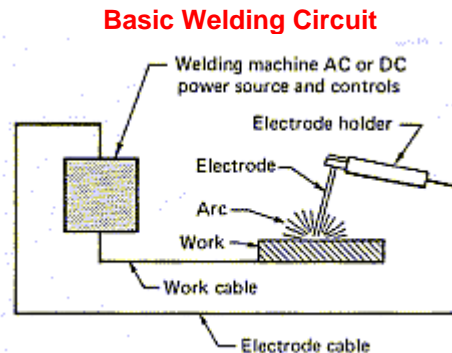 Basic Welding Circuit
Welding machine AC or DC
power source and controls
Electrode holder
Electrode
Arc
Work
Work cable
Electrode cable